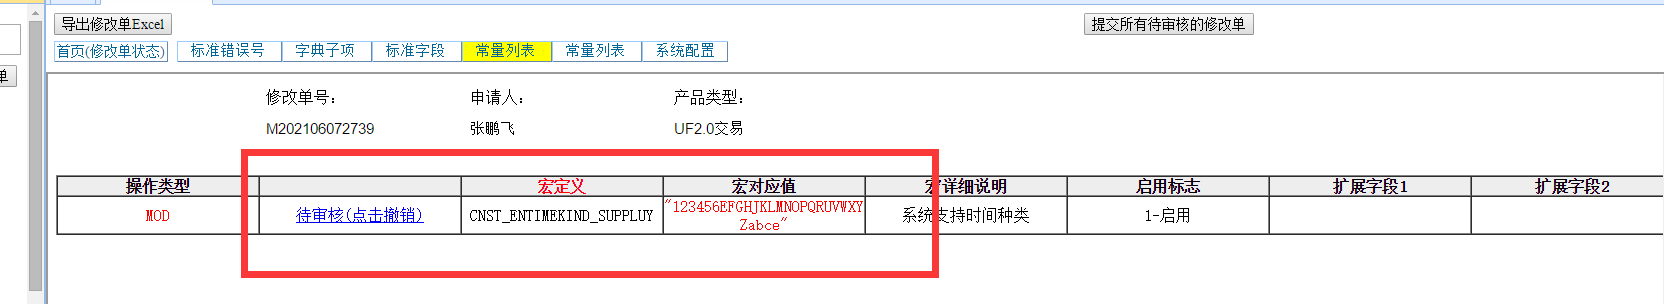 导出修改单Excel
提交所有待审核的修改单
首页(修改单状态) 标准错误号 字典子项 标准字段 常量列表 常量列表 系统配置
单
修改单号： 申请人： 产品类型：
M202106072739 张鹏飞 UF2.0交易
操作类型 宏定义 宏对应值 宏详细说明 启用标志 扩展字段1 扩展字段2
MOD 待审核(点击撤销) CNST_ENTIMEKIND_SUPPLUY "123456EFGHJKLMNOPQRUVWXY 系统支持时间种类 1-启用
Zabce"